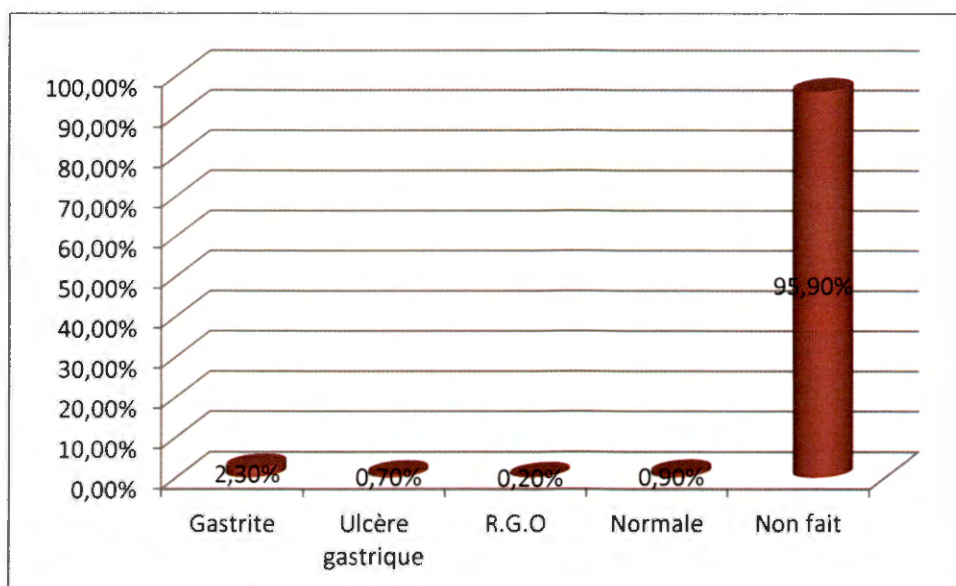 100,00%
90,00%
80,00%
70,00%
60,00%
50,00%
40,00%
30,00%
20,00%
10,00%
0,00%
2,30%
0,70%
0,20%
0,90%
95,90%
Gastrite
Ulcère
gastrique
R.G.O
Normale
Non fait